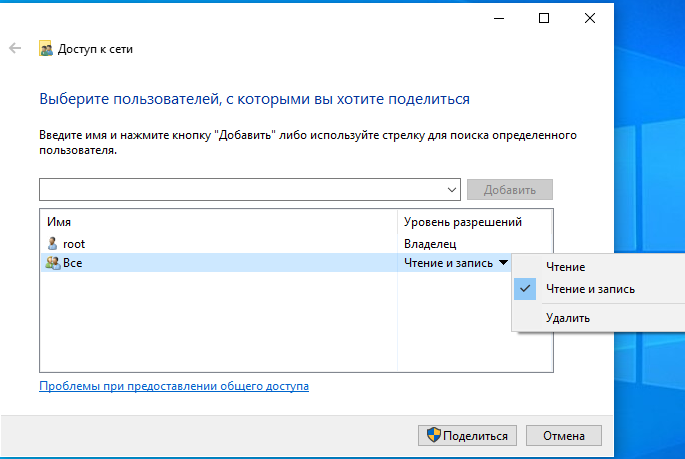 Доступ к сети
Выберите пользователей, с которыми вы хотите поделиться
Введите имя и нажмите кнопку "Добавить" либо используйте стрелку для поиска определенного
пользователя.
Добавить
Имя Уровень разрешений
root Владелец
Все Чтение и запись
Чтение
Чтение и запись
Удалить
Проблемы при предоставлении общего доступа
Поделиться Отмена